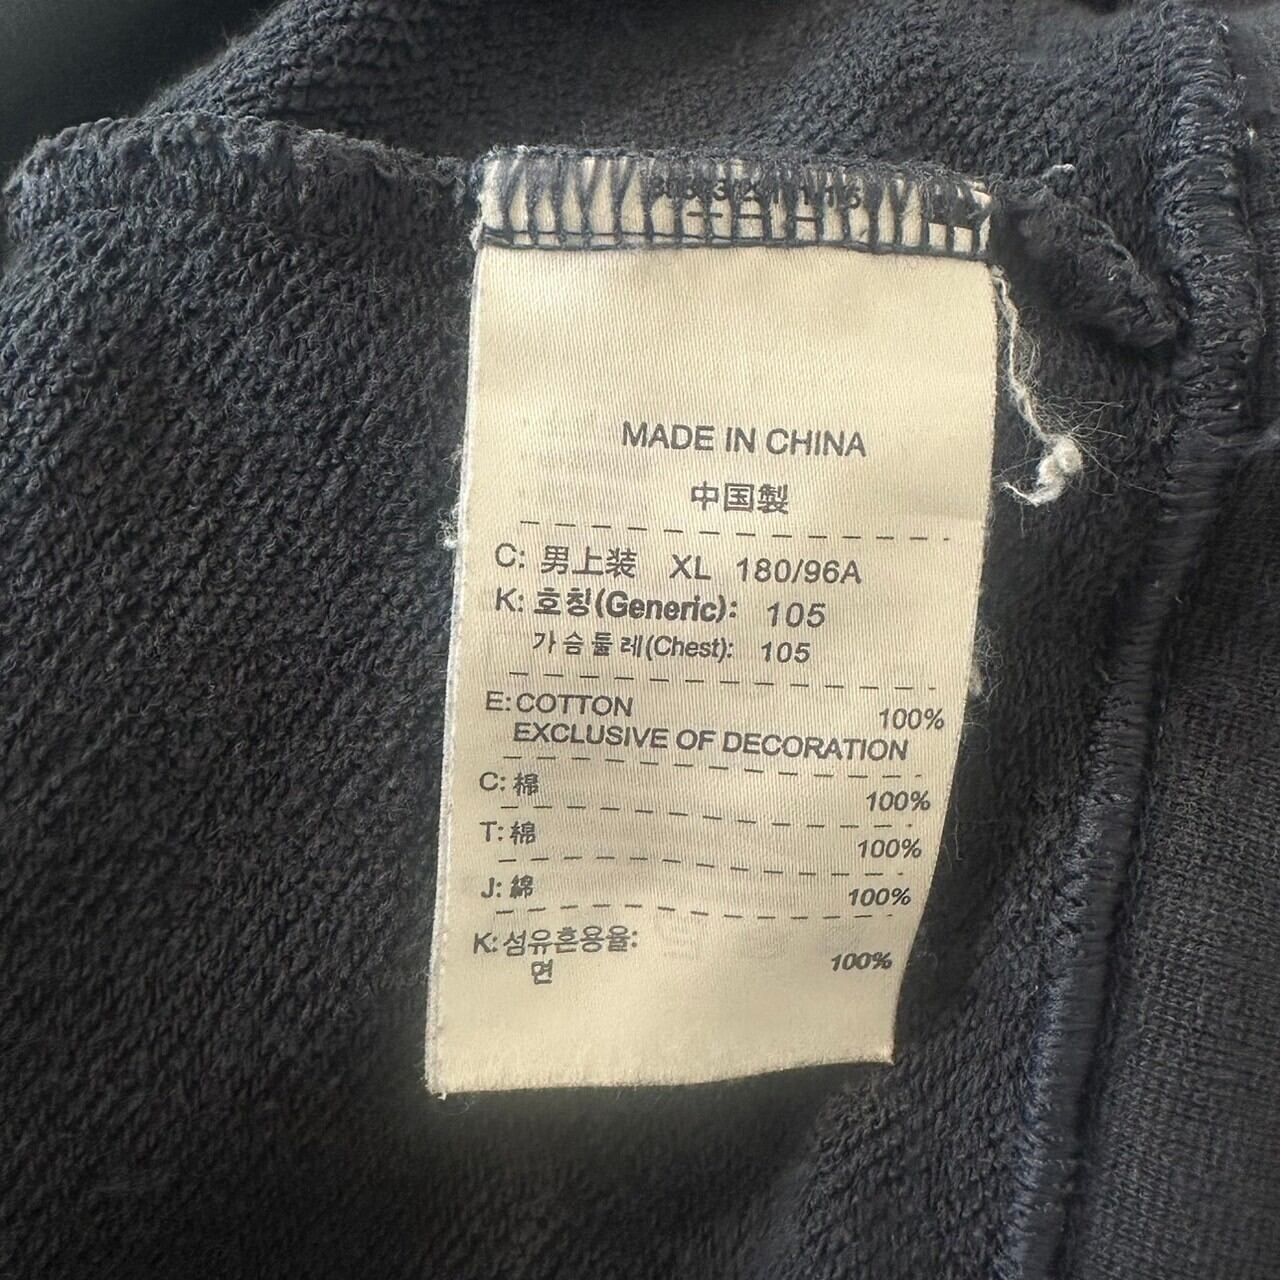 MADE IN CHINA
中国製
C: 男上装 XL 180/96A
K: 호칭(Generic): 105
가슴둘레(Chest): 105
E: COTTON 100%
EXCLUSIVE OF DECORATION
C: 棉 100%
T: 棉 100%
J: 綿 100%
K: 섬유혼용율:
면 100%